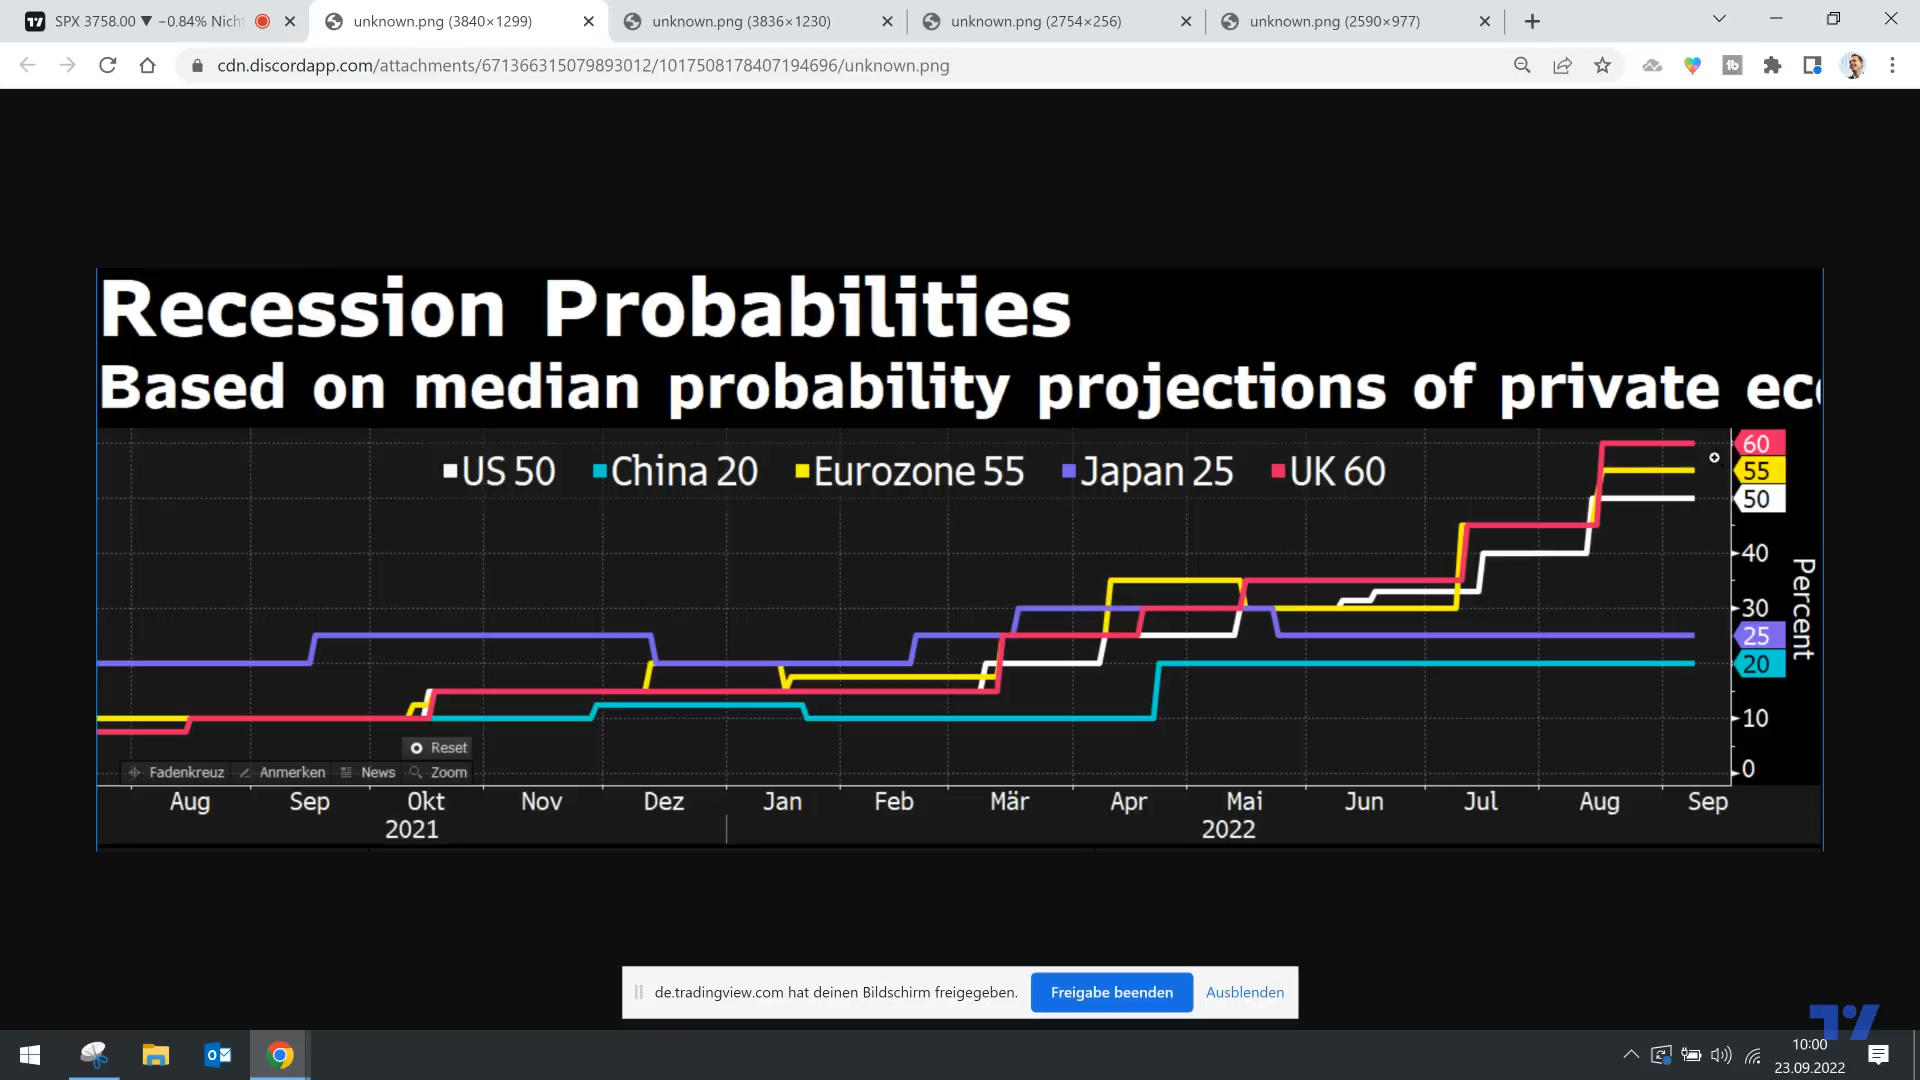 SPX 3758.00 ▼ −0.84% Nich
unknown.png (3840×1299)
unknown.png (3836×1230)
unknown.png (2754×256)
unknown.png (2590×977)
cdn.discordapp.com/attachments/671366315079893012/1017508178407194696/unknown.png
Recession Probabilities
Based on median probability projections of private ec
US 50 China 20 Eurozone 55 Japan 25 UK 60
60
55
50
40
30
25
20
10
0
Percent
Reset
Fadenkreuz Anmerken News Zoom
Aug Sep Okt Nov Dez Jan Feb Mär Apr Mai Jun Jul Aug Sep
2021 2022
de.tradingview.com hat deinen Bildschirm freigegeben. Freigabe beenden Ausblenden
10:00
23.09.2022